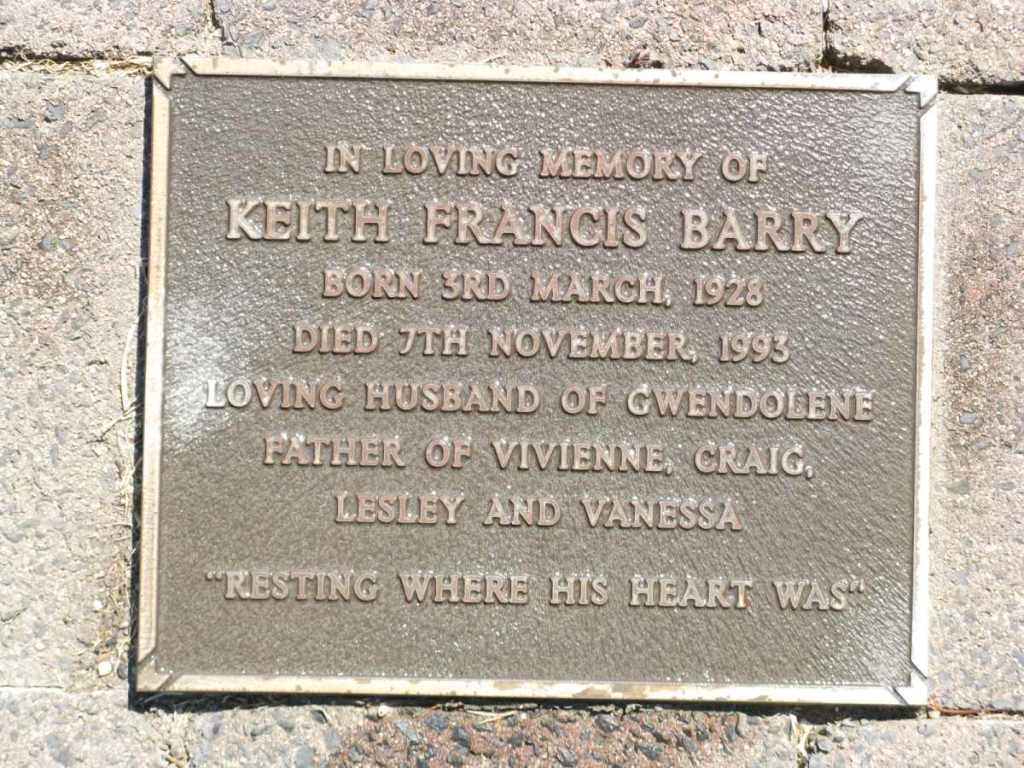 IN LOVING MEMORY OF
KEITH FRANCIS BARRY
BORN 3RD MARCH, 1928
DIED 7TH NOVEMBER, 1993
LOVING HUSBAND OF GWENDOLENE
FATHER OF VIVIENNE, CRAIG,
LESLEY AND VANESSA
“RESTING WHERE HIS HEART WAS“